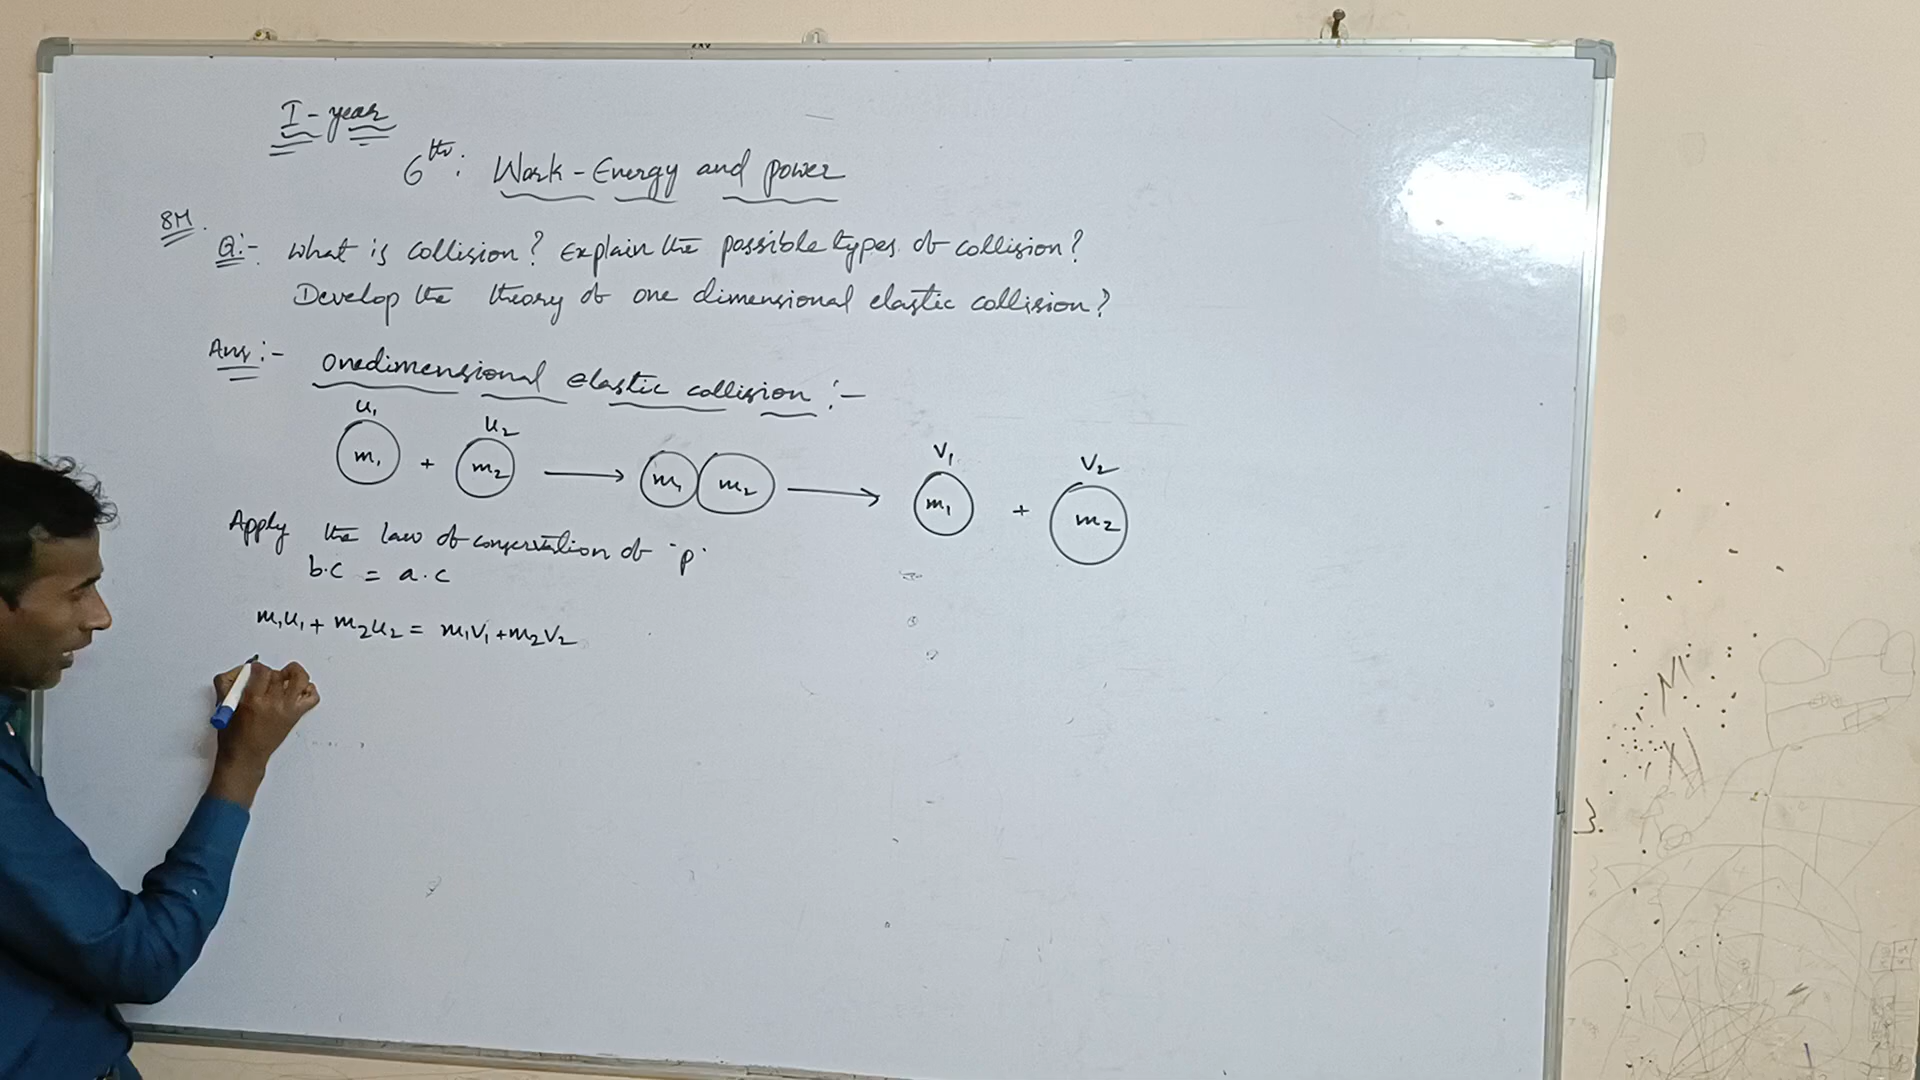 I - year
6th : Work - Energy and power
8M.
Q:- What is collision? Explain the possible types of collision?
Develop the theory of one dimensional elastic collision?
Ans :- Onedimensional elastic collision :-
u₁ u₂ v₁ v₂
m₁ + m₂ → m₁ m₂ → m₁ + m₂
Apply the law of conservation of "p"
b.c = a.c
m₁u₁ + m₂u₂ = m₁v₁ + m₂v₂